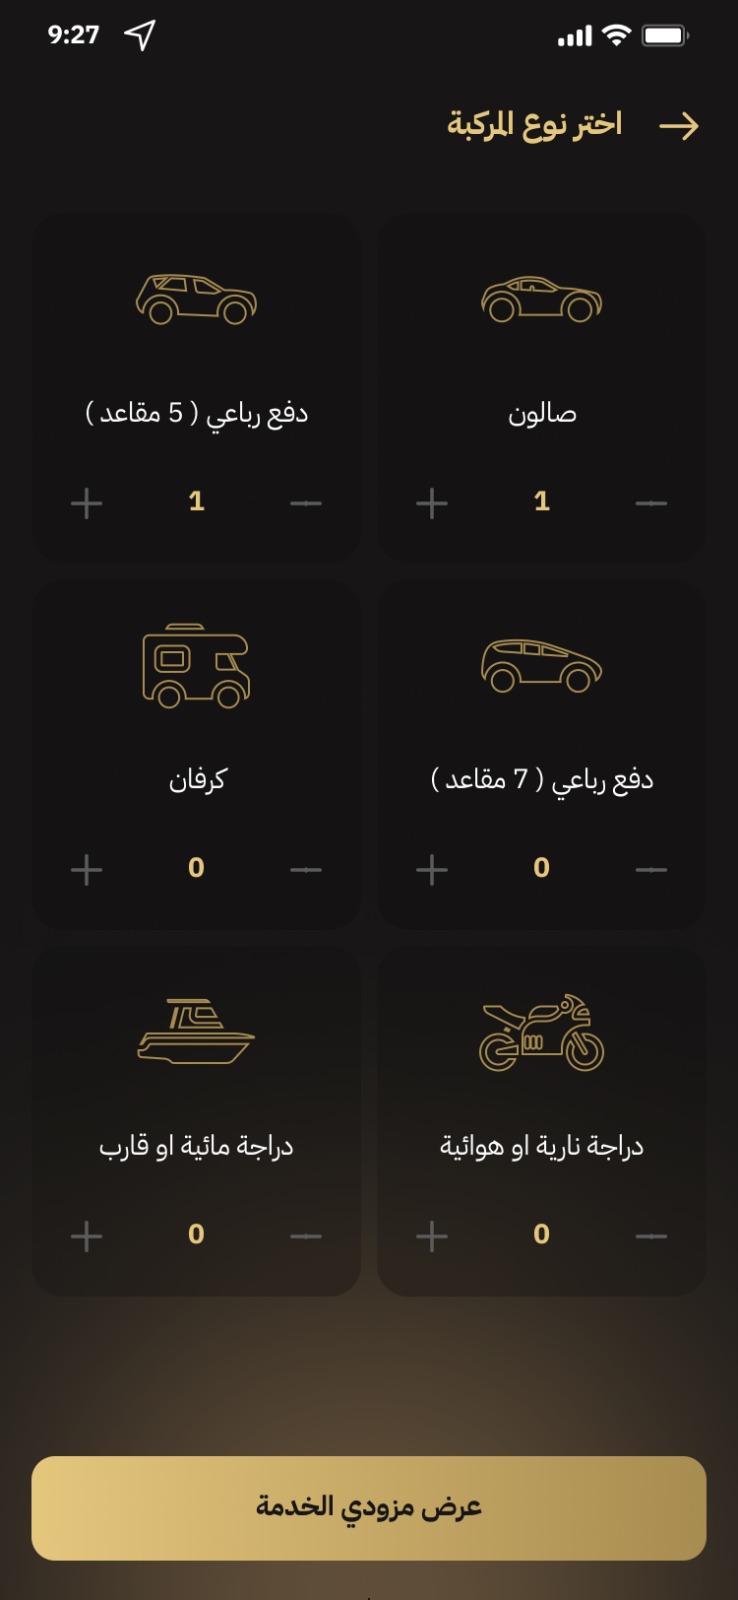 9:27
اختر نوع المركبة
صالون
1
دفع رباعي ( 5 مقاعد )
1
دفع رباعي ( 7 مقاعد )
0
كرفان
0
دراجة نارية او هوائية
0
دراجة مائية او قارب
0
عرض مزودي الخدمة